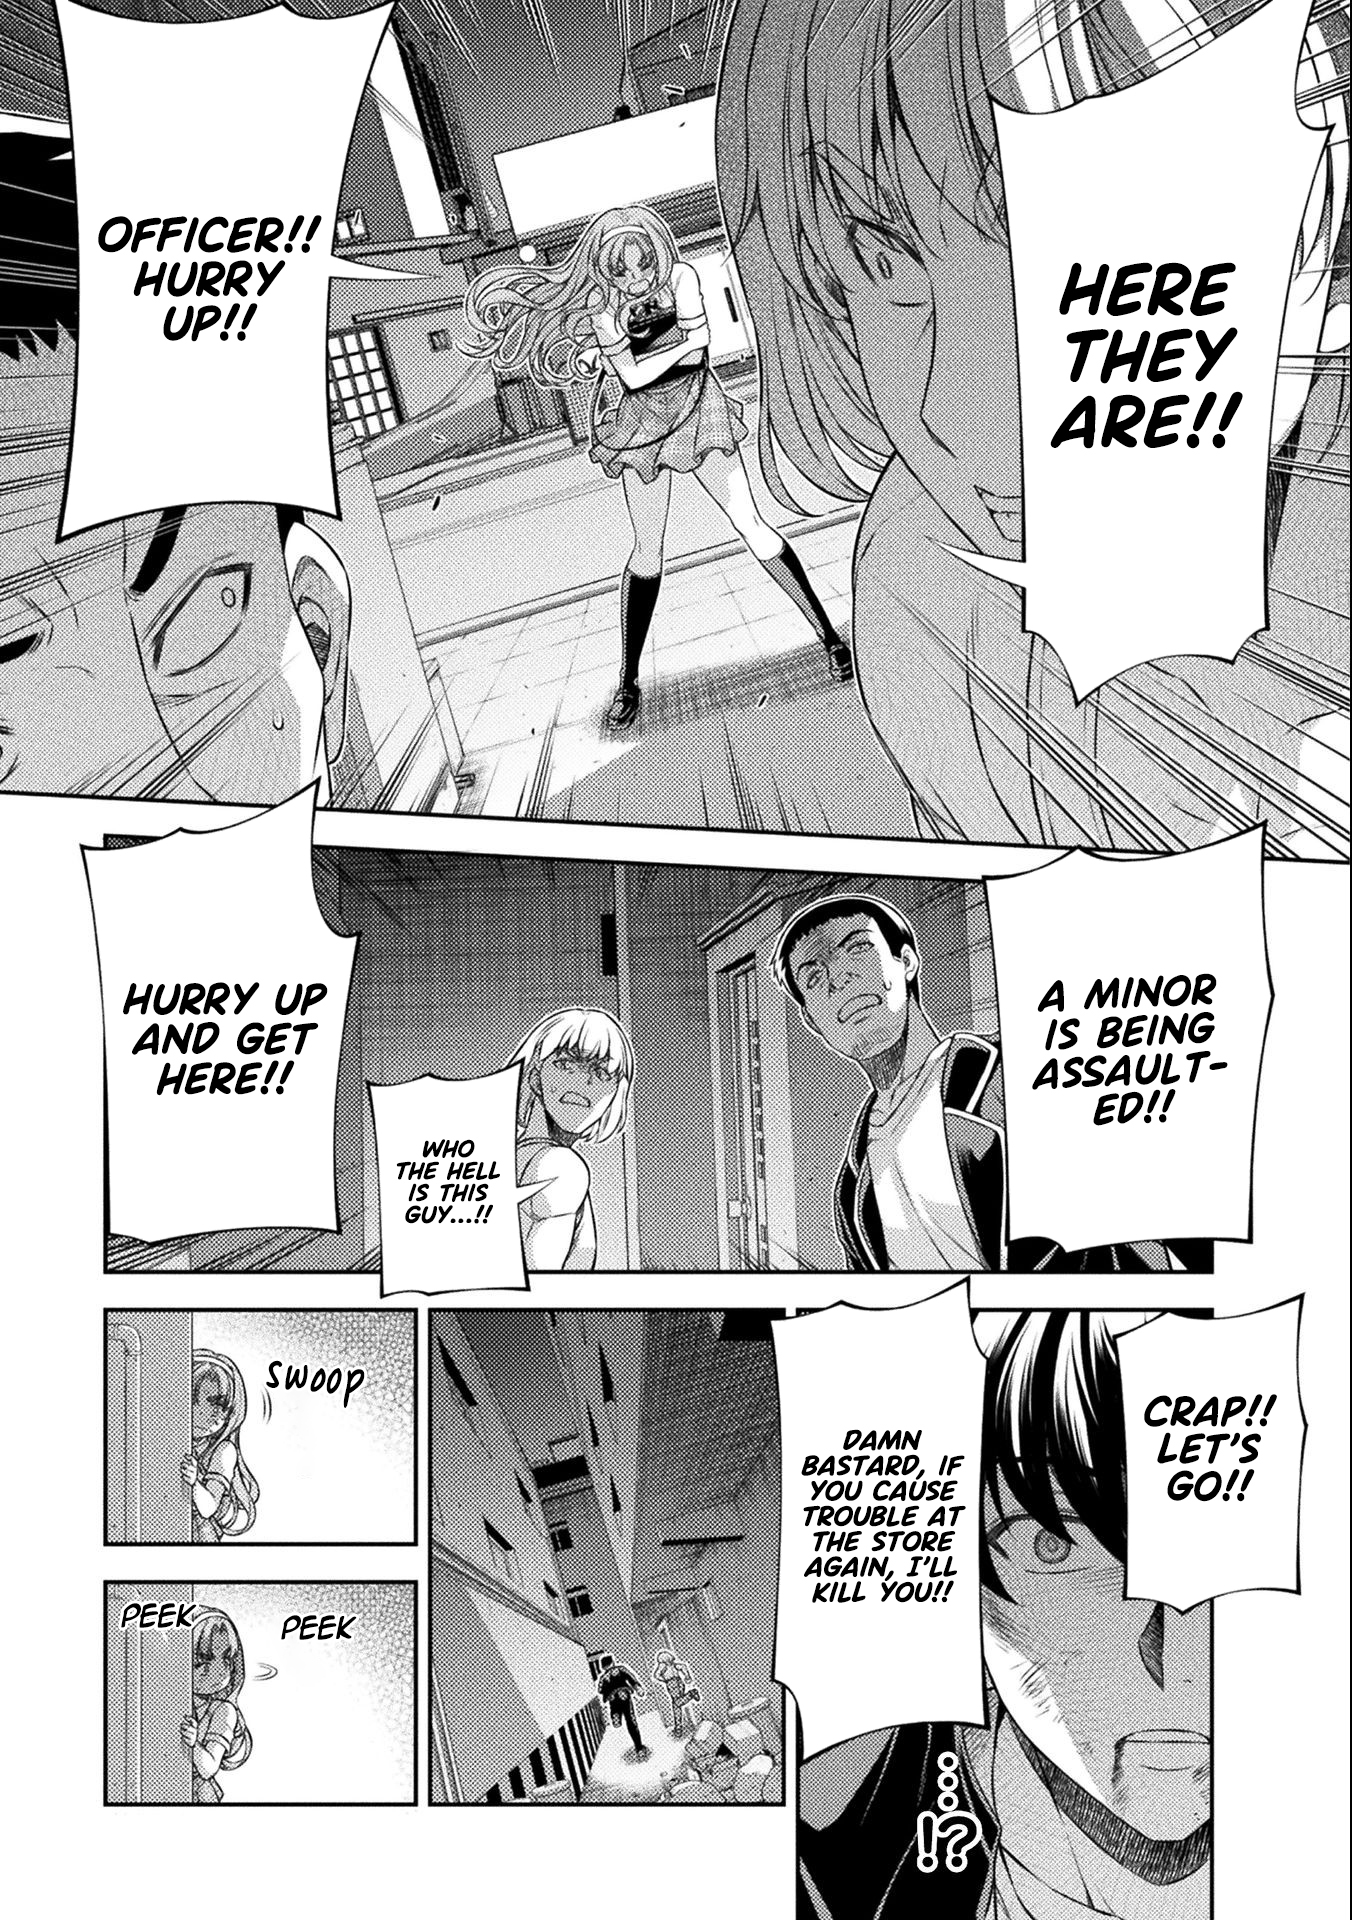 HERE
THEY
ARE!!
OFFICER!!
HURRY
UP!!
A MINOR
IS BEING
ASSAULT-
ED!!
WHO
THE HELL
IS THIS
GUY...!!
HURRY UP
AND GET
HERE!!
CRAP!!
LET'S
GO!!
DAMN
BASTARD, IF
YOU CAUSE
TROUBLE AT
THE STORE
AGAIN, I'LL
KILL YOU!!
...!?
SWOOP
PEEK
PEEK